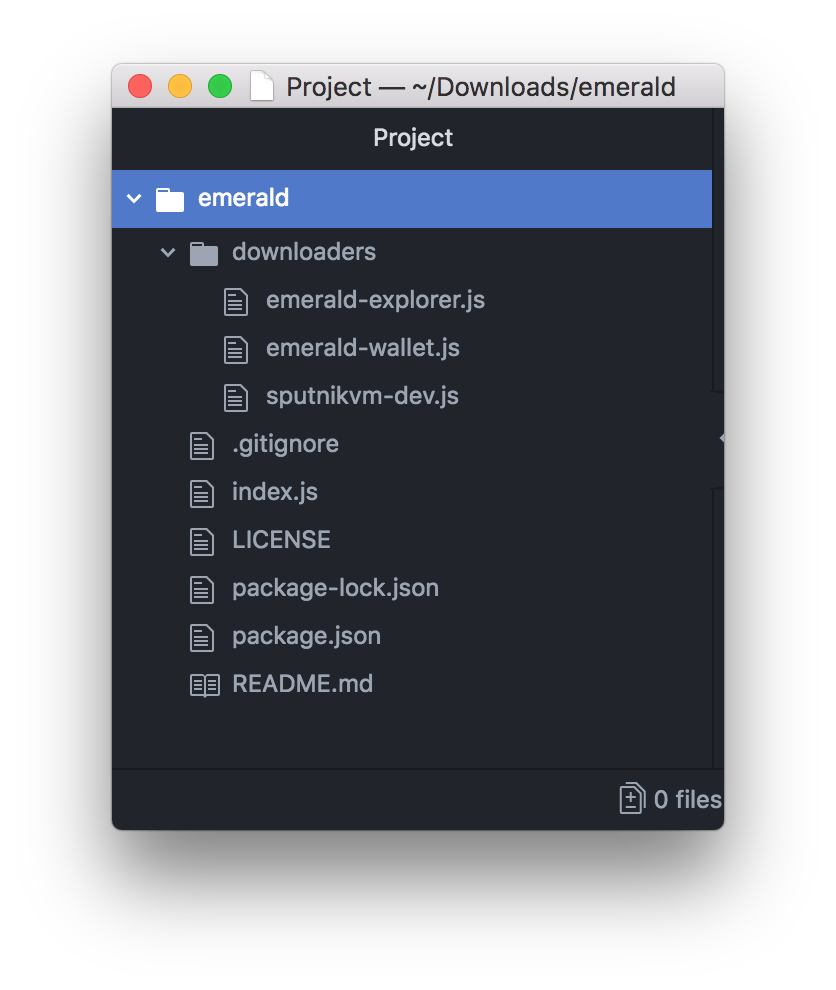 Project — ~/Downloads/emerald
Project
emerald
downloaders
emerald-explorer.js
emerald-wallet.js
sputnikvm-dev.js
.gitignore
index.js
LICENSE
package-lock.json
package.json
README.md
0 files